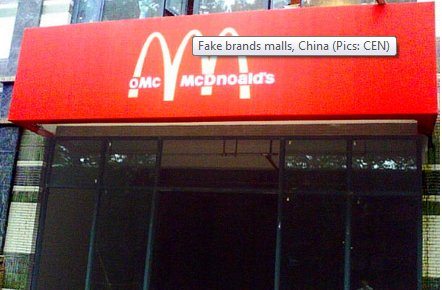 Fake brands malls, China (Pics: CEN)
oMc McDnoald's